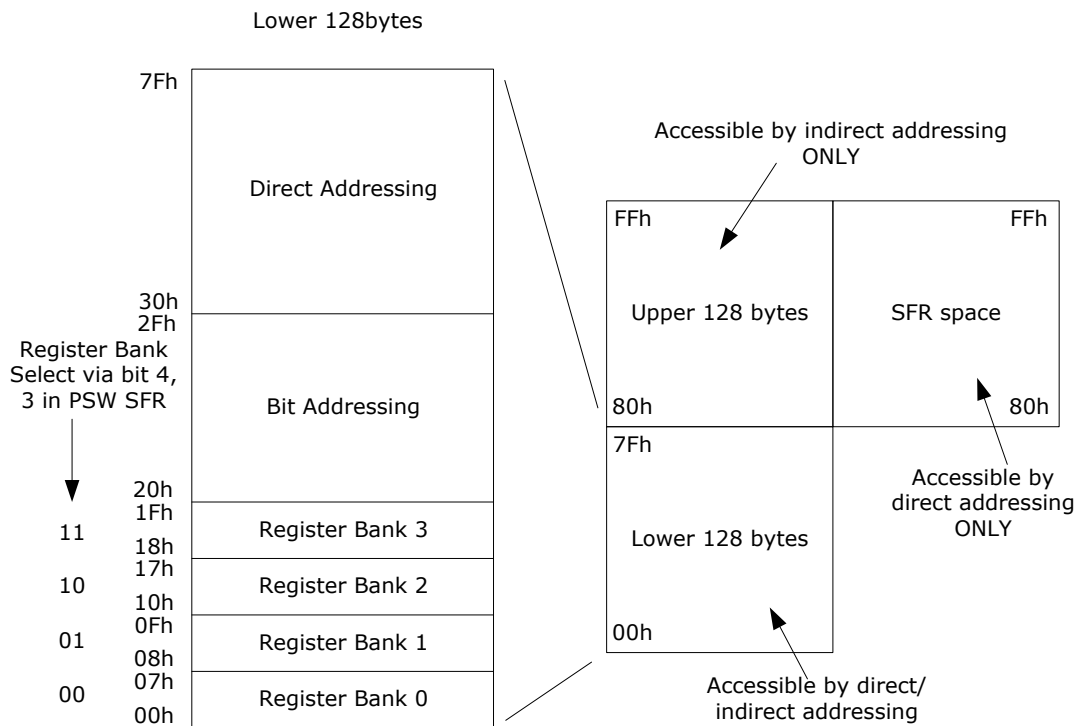 Lower 128bytes
7Fh
Direct Addressing
30h
2Fh
Register Bank
Select via bit 4,
3 in PSW SFR
Bit Addressing
20h
1Fh
11
Register Bank 3
18h
17h
10
Register Bank 2
10h
0Fh
01
Register Bank 1
08h
07h
00
Register Bank 0
00h
Accessible by indirect addressing
ONLY
FFh
FFh
Upper 128 bytes
SFR space
80h
80h
7Fh
Accessible by
direct addressing
ONLY
Lower 128 bytes
00h
Accessible by direct/
indirect addressing